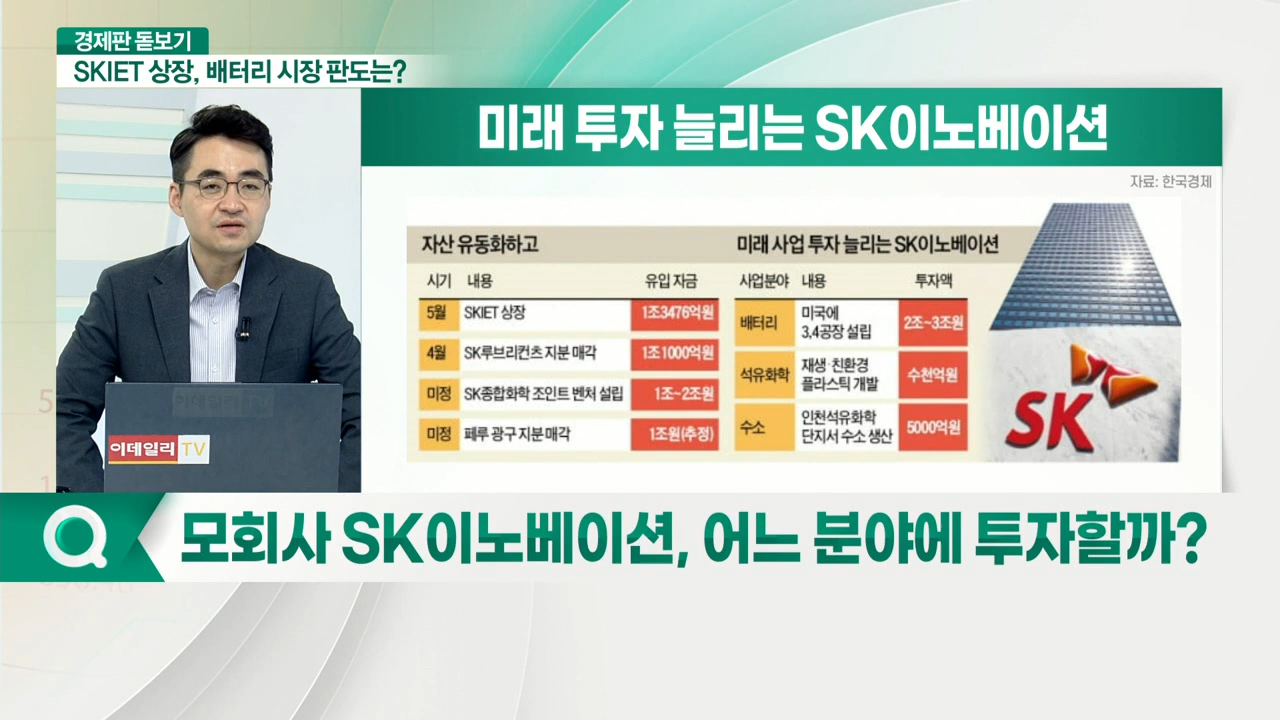 경제판 돋보기
SKIET 상장, 배터리 시장 판도는?
미래 투자 늘리는 SK이노베이션
자료: 한국경제
자산 유동화하고
시기 내용 유입 자금
5월 SKIET 상장 1조3476억원
4월 SK루브리컨츠 지분 매각 1조1000억원
미정 SK종합화학 조인트 벤처 설립 1조~2조원
미정 페루 광구 지분 매각 1조원(추정)
미래 사업 투자 늘리는 SK이노베이션
사업분야 내용 투자액
배터리 미국에
3,4공장 설립 2조~3조원
석유화학 재생·친환경
플라스틱 개발 수천억원
수소 인천석유화학
단지서 수소 생산 5000억원
SK
이데일리 TV
이데일리 TV
모회사 SK이노베이션, 어느 분야에 투자할까?